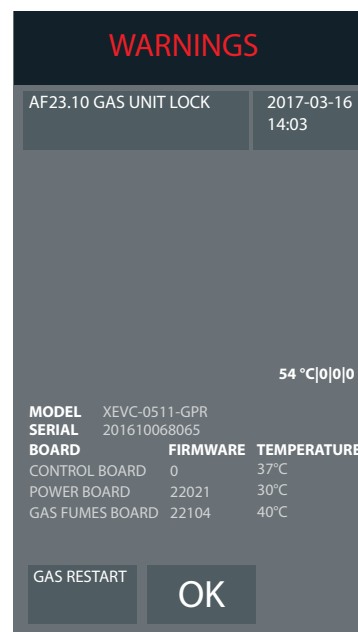 WARNINGS
AF23.10 GAS UNIT LOCK 2017-03-16
14:03
54 °C|0|0|0
MODEL XEVC-0511-GPR
SERIAL 201610068065
BOARD FIRMWARE TEMPERATURE
CONTROL BOARD 0 37°C
POWER BOARD 22021 30°C
GAS FUMES BOARD 22104 40°C
GAS RESTART OK